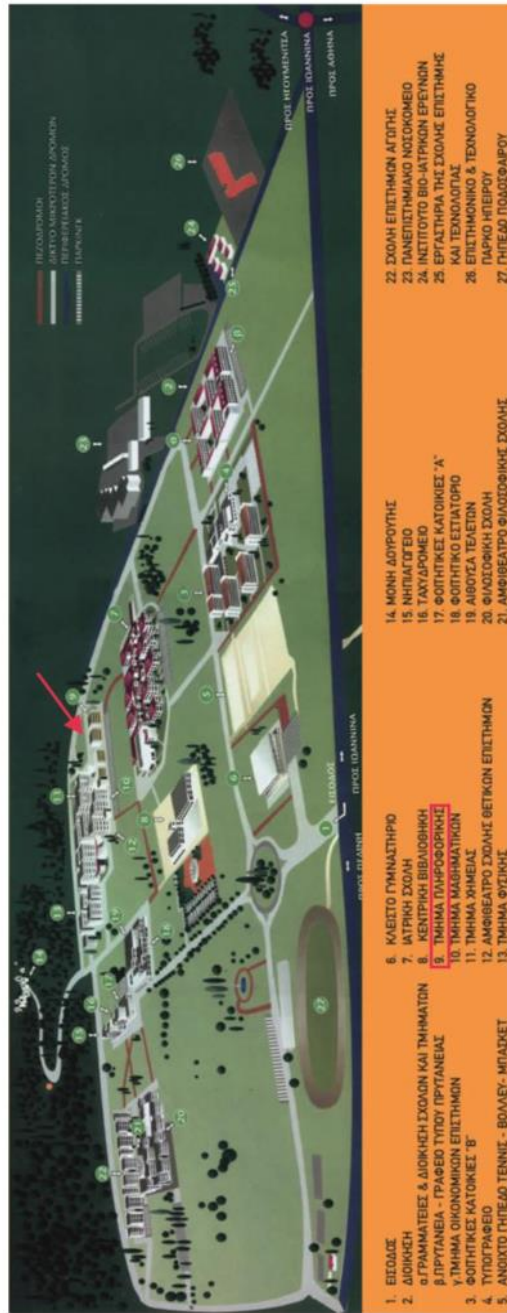 ΠΕΖΟΔΡΟΜΟΙ
ΔΙΚΤΥΟ ΜΙΚΡΟΤΕΡΩΝ ΔΡΟΜΩΝ
ΠΕΡΙΦΕΡΕΙΑΚΟΣ ΔΡΟΜΟΣ
ΠΑΡΚΙΝΓΚ
ΠΡΟΣ ΗΓΟΥΜΕΝΙΤΣΑ
ΠΡΟΣ ΙΩΑΝΝΙΝΑ
ΠΡΟΣ ΑΘΗΝΑ
ΕΙΣΟΔΟΣ
ΠΡΟΣ ΙΩΑΝΝΙΝΑ
1. ΕΙΣΟΔΟΣ
2. ΔΙΟΙΚΗΣΗ
α.ΓΡΑΜΜΑΤΕΙΕΣ & ΔΙΟΙΚΗΣΗ ΣΧΟΛΩΝ ΚΑΙ ΤΜΗΜΑΤΩΝ
β.ΠΡΥΤΑΝΕΙΑ - ΓΡΑΦΕΙΟ ΤΥΠΟΥ ΠΡΥΤΑΝΕΙΑΣ
γ.ΤΜΗΜΑ ΟΙΚΟΝΟΜΙΚΩΝ ΕΠΙΣΤΗΜΩΝ
3. ΦΟΙΤΗΤΙΚΕΣ ΚΑΤΟΙΚΙΕΣ "Β"
4. ΤΥΠΟΓΡΑΦΕΙΟ
5. ΑΝΟΙΧΤΟ ΓΗΠΕΔΟ ΤΕΝΝΙΣ - ΒΟΛΛΕΥ- ΜΠΑΣΚΕΤ
6. ΚΛΕΙΣΤΟ ΓΥΜΝΑΣΤΗΡΙΟ
7. ΙΑΤΡΙΚΗ ΣΧΟΛΗ
8. ΚΕΝΤΡΙΚΗ ΒΙΒΛΙΟΘΗΚΗ
9. ΤΜΗΜΑ ΠΛΗΡΟΦΟΡΙΚΗΣ
10. ΤΜΗΜΑ ΜΑΘΗΜΑΤΙΚΩΝ
11. ΤΜΗΜΑ ΧΗΜΕΙΑΣ
12. ΑΜΦΙΘΕΑΤΡΟ ΣΧΟΛΗΣ ΘΕΤΙΚΩΝ ΕΠΙΣΤΗΜΩΝ
13. ΤΜΗΜΑ ΦΥΣΙΚΗΣ
14. ΜΟΝΗ ΔΟΥΡΟΥΤΗΣ
15. ΝΗΠΙΑΓΩΓΕΙΟ
16. ΤΑΧΥΔΡΟΜΕΙΟ
17. ΦΟΙΤΗΤΙΚΕΣ ΚΑΤΟΙΚΙΕΣ "Α"
18. ΦΟΙΤΗΤΙΚΟ ΕΣΤΙΑΤΟΡΙΟ
19. ΑΙΘΟΥΣΑ ΤΕΛΕΤΩΝ
20. ΦΙΛΟΣΟΦΙΚΗ ΣΧΟΛΗ
21. ΑΜΦΙΘΕΑΤΡΟ ΦΙΛΟΣΟΦΙΚΗΣ ΣΧΟΛΗΣ
22. ΣΧΟΛΗ ΕΠΙΣΤΗΜΩΝ ΑΓΩΓΗΣ
23. ΠΑΝΕΠΙΣΤΗΜΙΑΚΟ ΝΟΣΟΚΟΜΕΙΟ
24. ΙΝΣΤΙΤΟΥΤΟ ΒΙΟ-ΙΑΤΡΙΚΩΝ ΕΡΕΥΝΩΝ
25. ΕΡΓΑΣΤΗΡΙΑ ΤΗΣ ΣΧΟΛΗΣ ΕΠΙΣΤΗΜΗΣ
ΚΑΙ ΤΕΧΝΟΛΟΓΙΑΣ
26. ΕΠΙΣΤΗΜΟΝΙΚΟ & ΤΕΧΝΟΛΟΓΙΚΟ
ΠΑΡΚΟ ΗΠΕΙΡΟΥ
27. ΓΗΠΕΔΟ ΠΟΔΟΣΦΑΙΡΟΥ